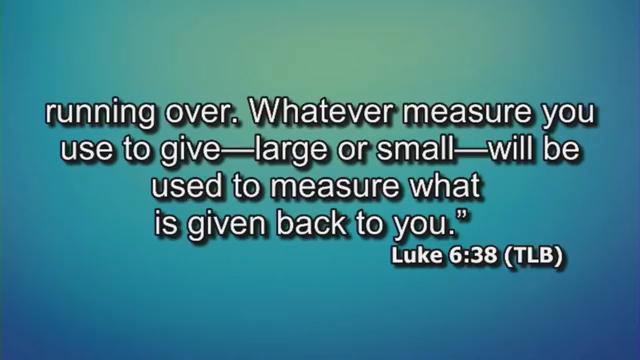 running over. Whatever measure you
use to give—large or small—will be
used to measure what
is given back to you.”
Luke 6:38 (TLB)